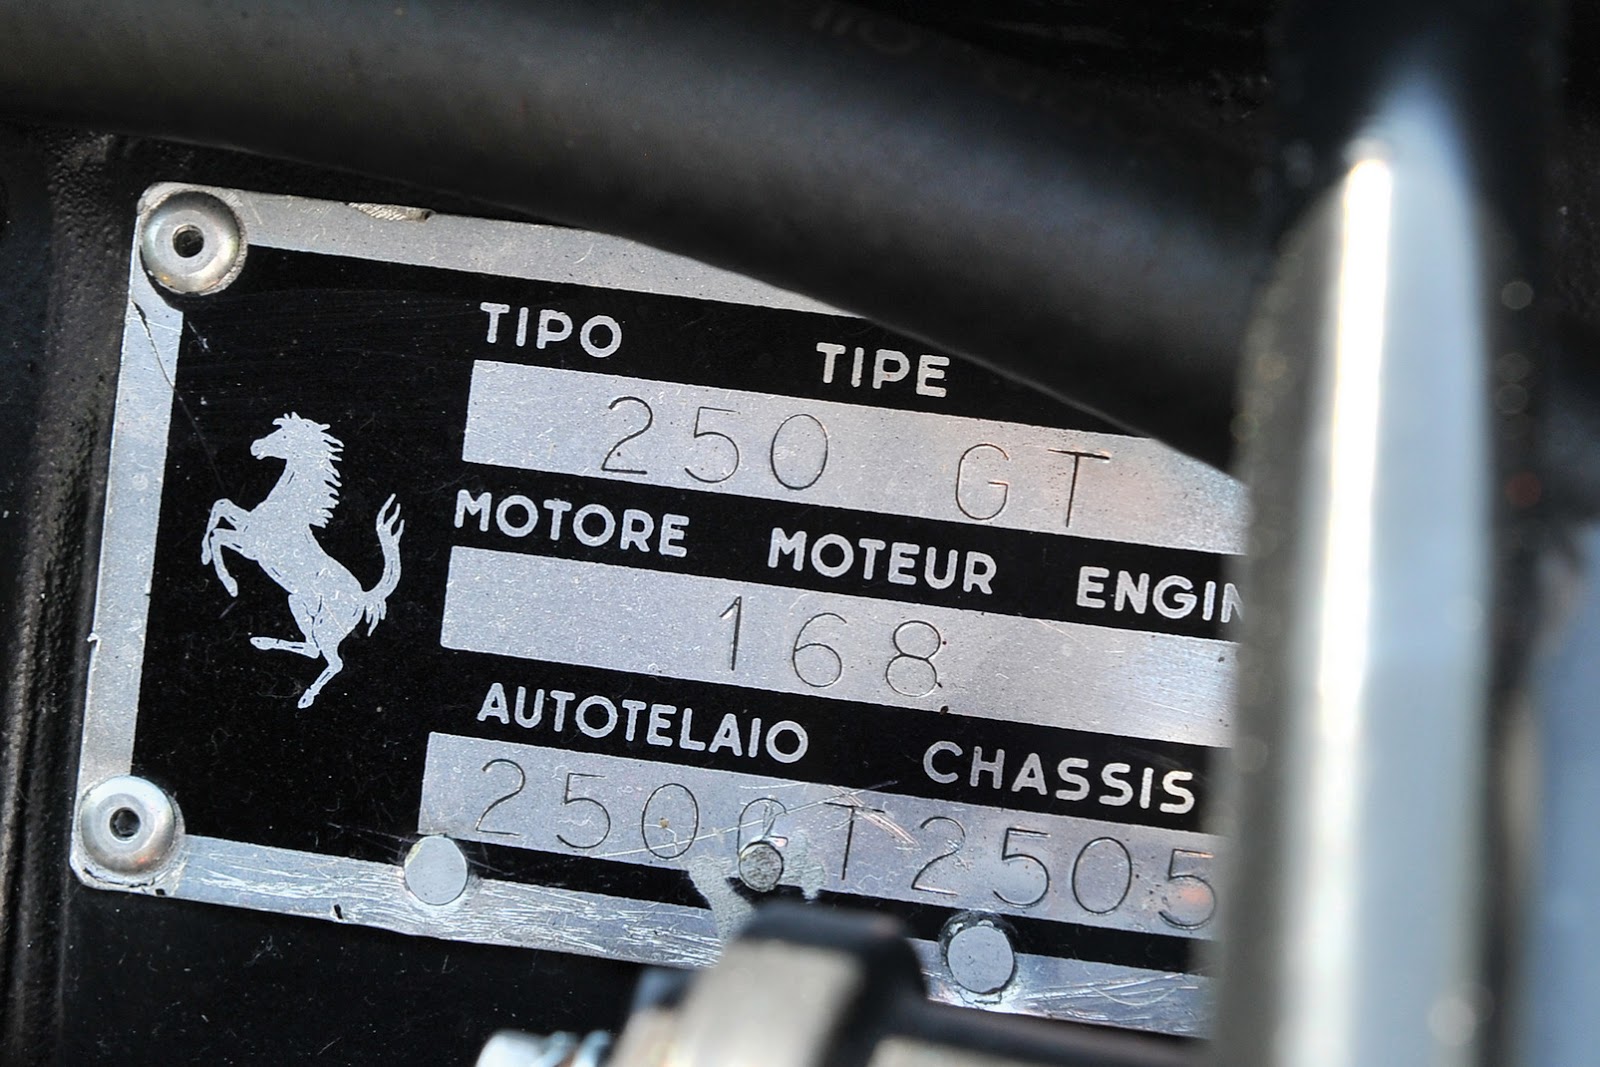 TIPO TIPE
250 GT
MOTORE MOTEUR ENGIN
168
AUTOTELAIO CHASSIS
250GT2505